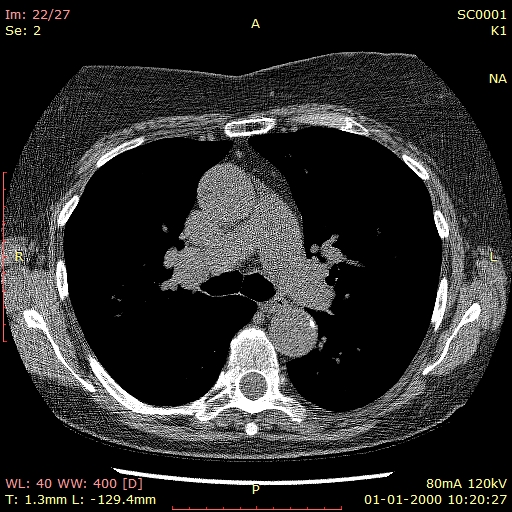 Im: 22/27
Se: 2
A
SC0001
K1
NA
R
L
WL: 40 WW: 400 [D]
T: 1.3mm L: -129.4mm
P
80mA 120kV
01-01-2000 10:20:27